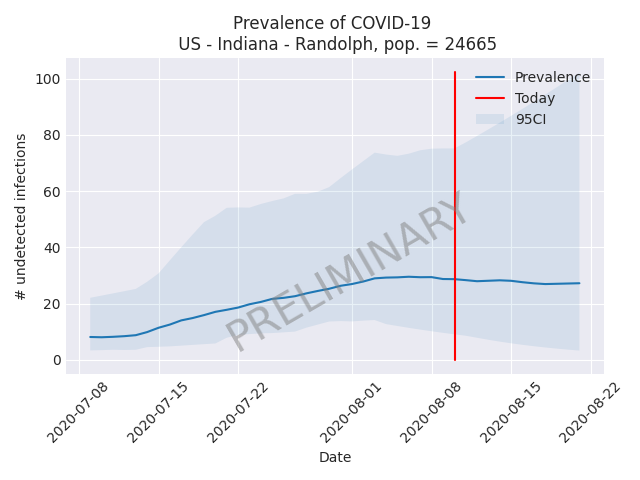 Prevalence of COVID-19
US - Indiana - Randolph, pop. = 24665
# undetected infections
100
80
60
40
20
0
Prevalence
Today
95CI
PRELIMINARY
2020-07-08
2020-07-15
2020-07-22
2020-08-01
2020-08-08
2020-08-15
2020-08-22
Date